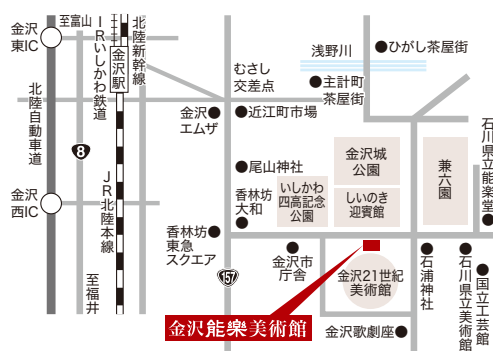 至富山
金沢
東IC
IRいしかわ鉄道
北陸新幹線
金沢駅
むさし
交差点
浅野川
ひがし茶屋街
主計町
茶屋街
金沢
エムザ
近江町市場
北陸自動車道
8
JR北陸本線
金沢
西IC
至福井
尾山神社
香林坊
大和
いしかわ
四高記念
公園
金沢城
公園
しいのき
迎賓館
兼六園
石川県立能楽堂
香林坊
東急
スクエア
157
金沢市
庁舎
金沢21世紀
美術館
石浦神社
石川県立美術館
国立工芸館
金沢能樂美術館
金沢歌劇座